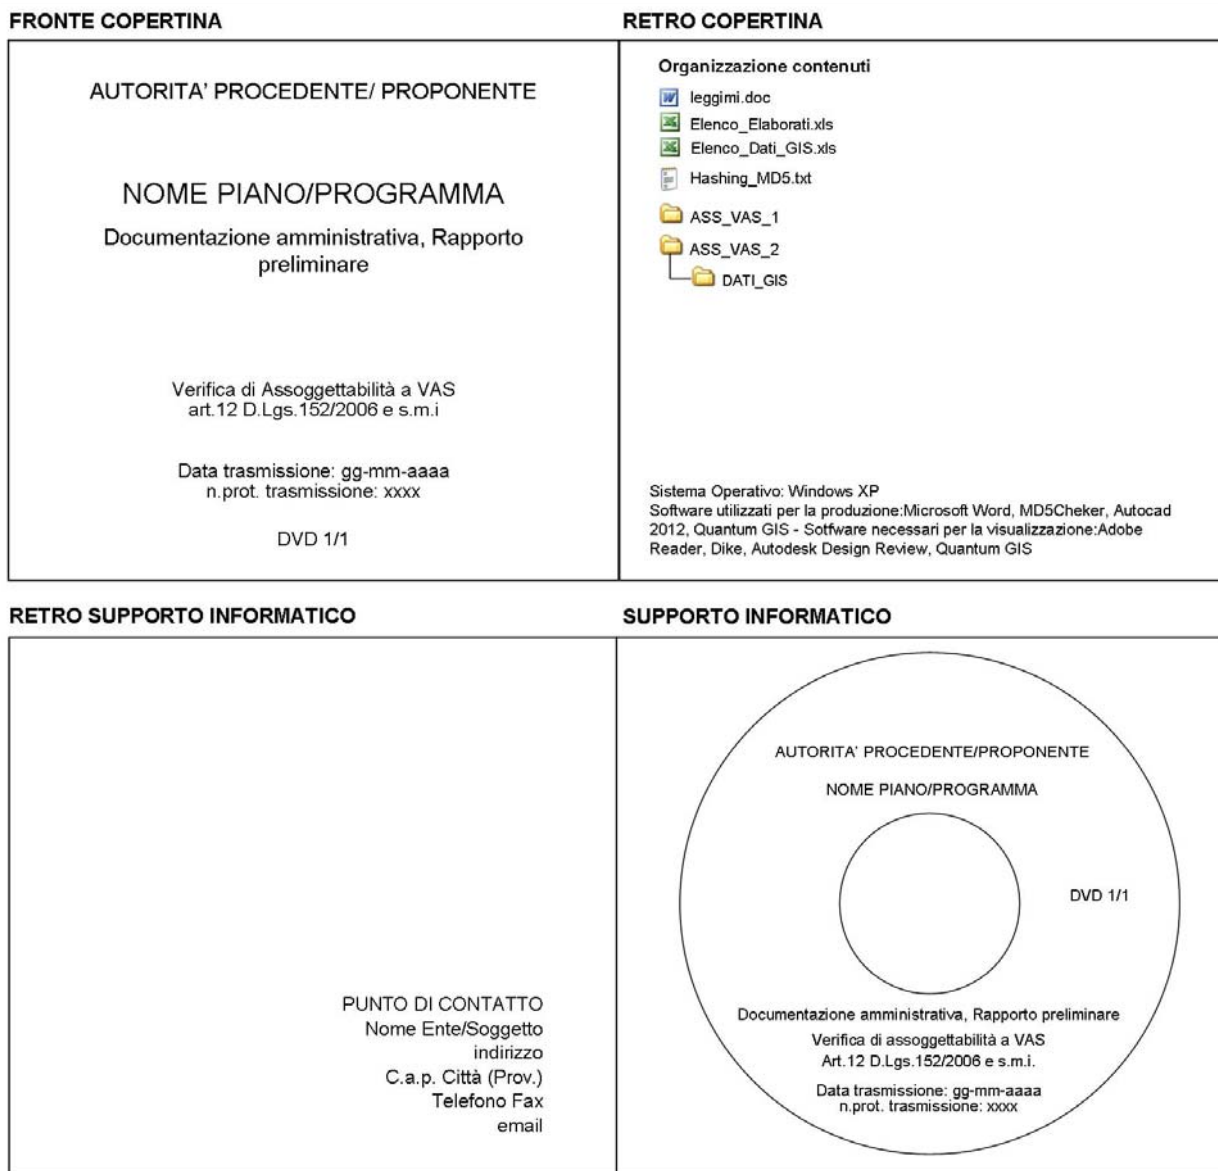 FRONTE COPERTINA
AUTORITA' PROCEDENTE/ PROPONENTE
NOME PIANO/PROGRAMMA
Documentazione amministrativa, Rapporto
preliminare
Verifica di Assoggettabilità a VAS
art.12 D.Lgs.152/2006 e s.m.i
Data trasmissione: gg-mm-aaaa
n.prot. trasmissione: xxxx
DVD 1/1
RETRO COPERTINA
Organizzazione contenuti
leggimi.doc
Elenco_Elaborati.xls
Elenco_Dati_GIS.xls
Hashing_MD5.txt
ASS_VAS_1
ASS_VAS_2
DATI_GIS
Sistema Operativo: Windows XP
Software utilizzati per la produzione:Microsoft Word, MD5Cheker, Autocad
2012, Quantum GIS - Sotfware necessari per la visualizzazione:Adobe
Reader, Dike, Autodesk Design Review, Quantum GIS
RETRO SUPPORTO INFORMATICO
PUNTO DI CONTATTO
Nome Ente/Soggetto
indirizzo
C.a.p. Città (Prov.)
Telefono Fax
email
SUPPORTO INFORMATICO
AUTORITA' PROCEDENTE/PROPONENTE
NOME PIANO/PROGRAMMA
DVD 1/1
Documentazione amministrativa, Rapporto preliminare
Verifica di assoggettabilità a VAS
Art.12 D.Lgs.152/2006 e s.m.i.
Data trasmissione: gg-mm-aaaa
n.prot. trasmissione: xxxx